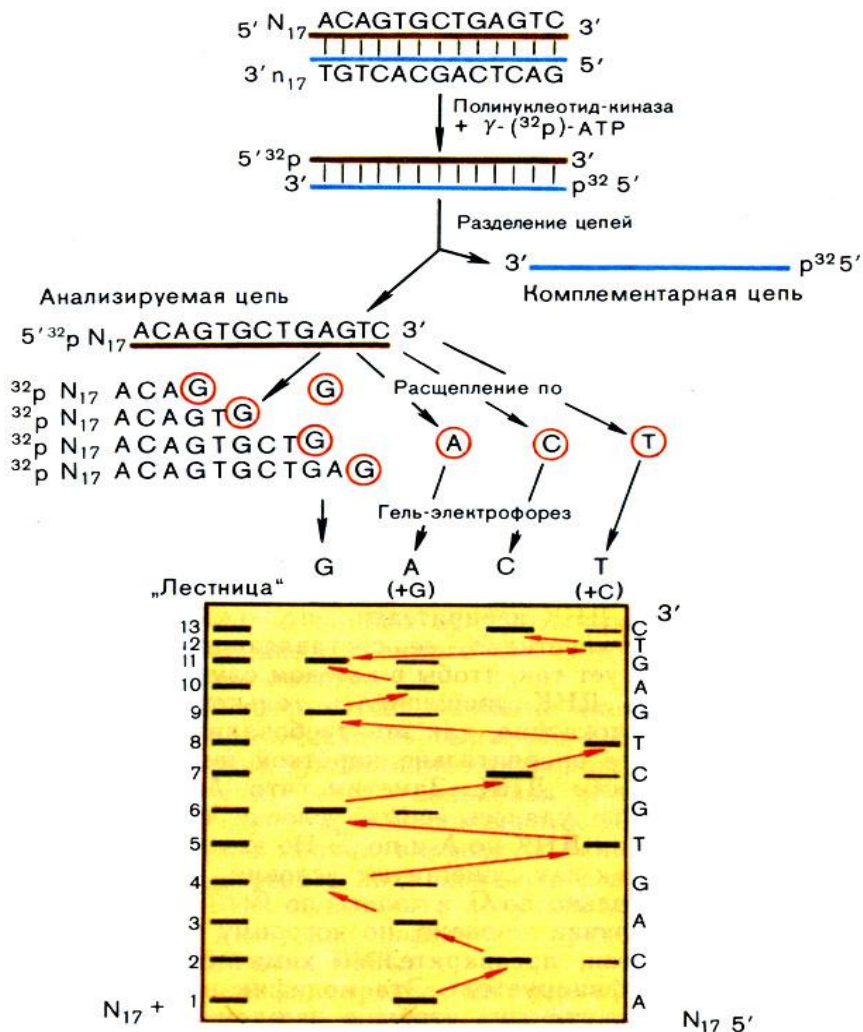 5′ N17 ACAGTGCTGAGTC 3′
3′ n17 TGTCACGACTCAG 5′
Полинуклеотид-киназа
+ γ-(³²p)-ATP
5′ ³²p 3′
3′ p³² 5′
Разделение цепей
3′ p³² 5′
Анализируемая цепь
Комплементарная цепь
5′ ³²p N17 ACAGTGCTGAGTC 3′
³²p N17 ACAG G
Расщепление по
³²p N17 ACAGTG
³²p N17 ACAGTGCTG A C T
³²p N17 ACAGTGCTGAG
Гель-электрофорез
G A C T
„Лестница“ (+G) (+C)
3′
13 C
12 T
11 G
10 A
9 G
8 T
7 C
6 G
5 T
4 G
3 A
2 C
N17 + 1 A
N17 5′